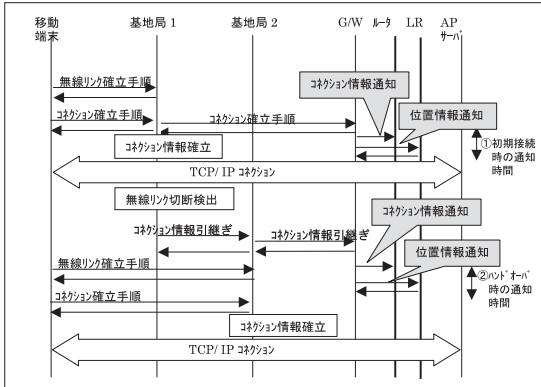 移動
端末
基地局 1
基地局 2
G/W
ルータ
LR
AP
サーバ
無線リンク確立手順
コネクション情報通知
コネクション確立手順
コネクション確立手順
位置情報通知
①初期接続
時の通知
時間
コネクション情報確立
TCP/ IP コネクション
無線リンク切断検出
コネクション情報引継ぎ
コネクション情報引継ぎ
コネクション情報通知
無線リンク確立手順
位置情報通知
②ハンドオーバ
時の通知
時間
コネクション確立手順
コネクション情報確立
TCP/ IP コネクション